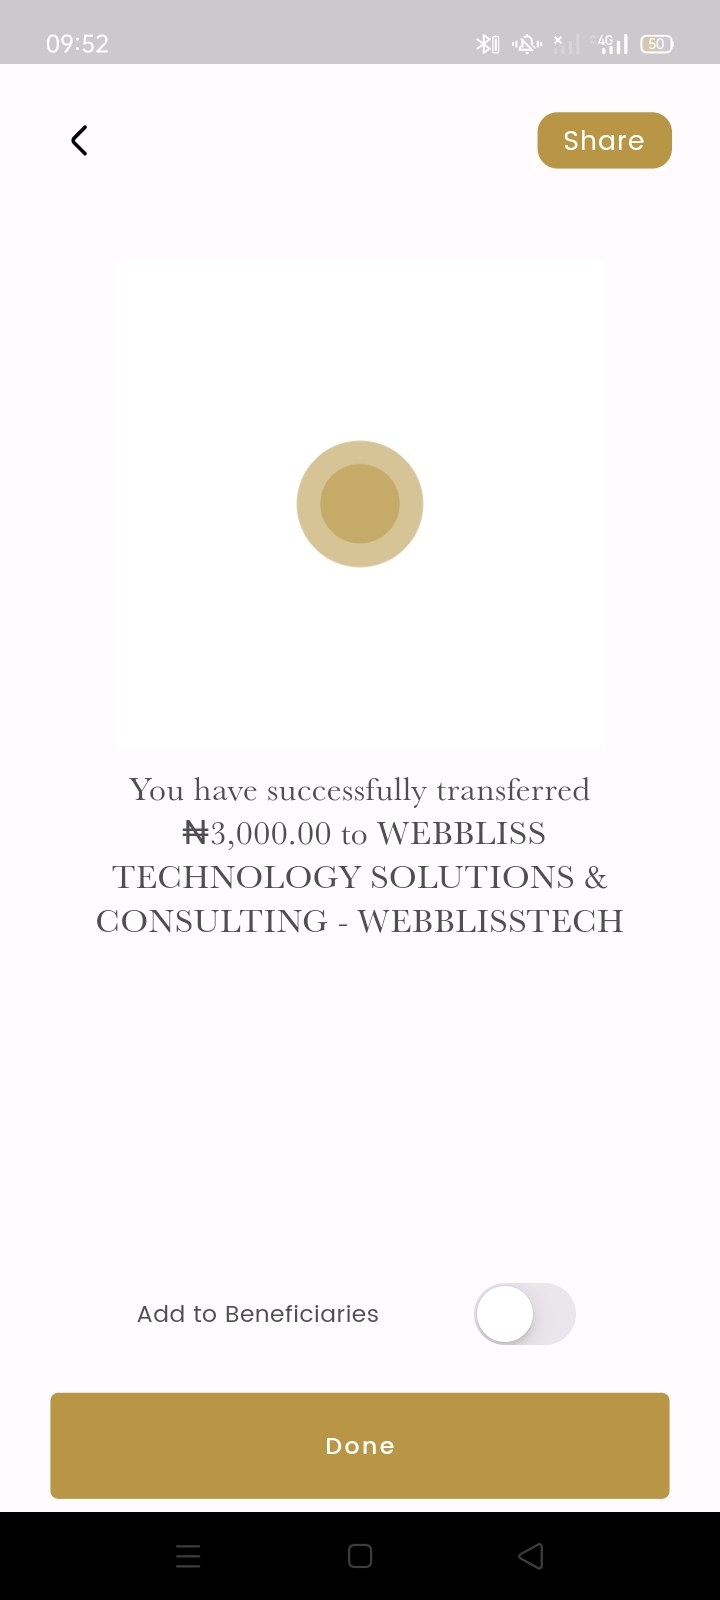 09:52
4G
50
Share
You have successfully transferred
₦3,000.00 to WEBBLISS
TECHNOLOGY SOLUTIONS &
CONSULTING - WEBBLISSTECH
Add to Beneficiaries
Done